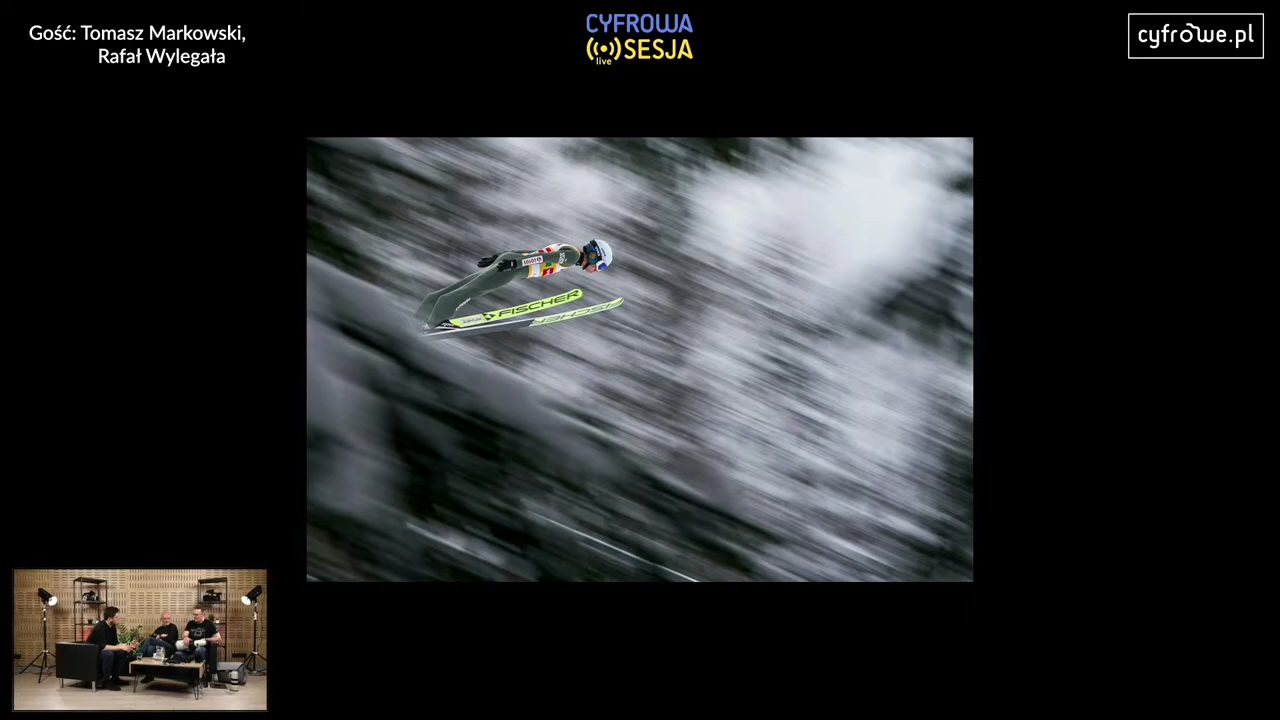 Gość: Tomasz Markowski,
Rafał Wylegała
CYFROWA
SESJA
live
cyfrowe.pl
FISCHER
FISCHER